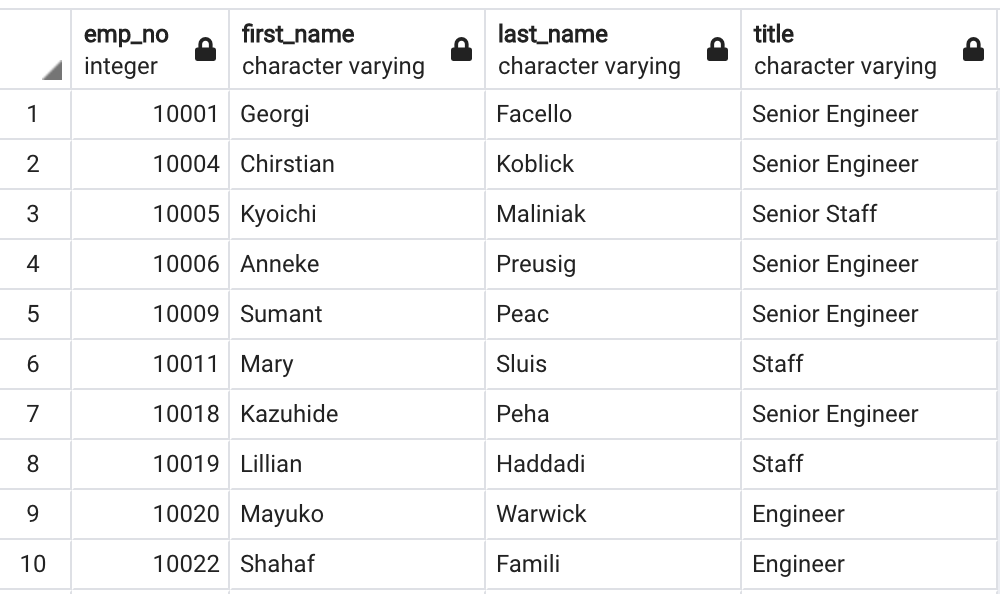 emp_no first_name last_name title
integer character varying character varying character varying
1 10001 Georgi Facello Senior Engineer
2 10004 Chirstian Koblick Senior Engineer
3 10005 Kyoichi Maliniak Senior Staff
4 10006 Anneke Preusig Senior Engineer
5 10009 Sumant Peac Senior Engineer
6 10011 Mary Sluis Staff
7 10018 Kazuhide Peha Senior Engineer
8 10019 Lillian Haddadi Staff
9 10020 Mayuko Warwick Engineer
10 10022 Shahaf Famili Engineer